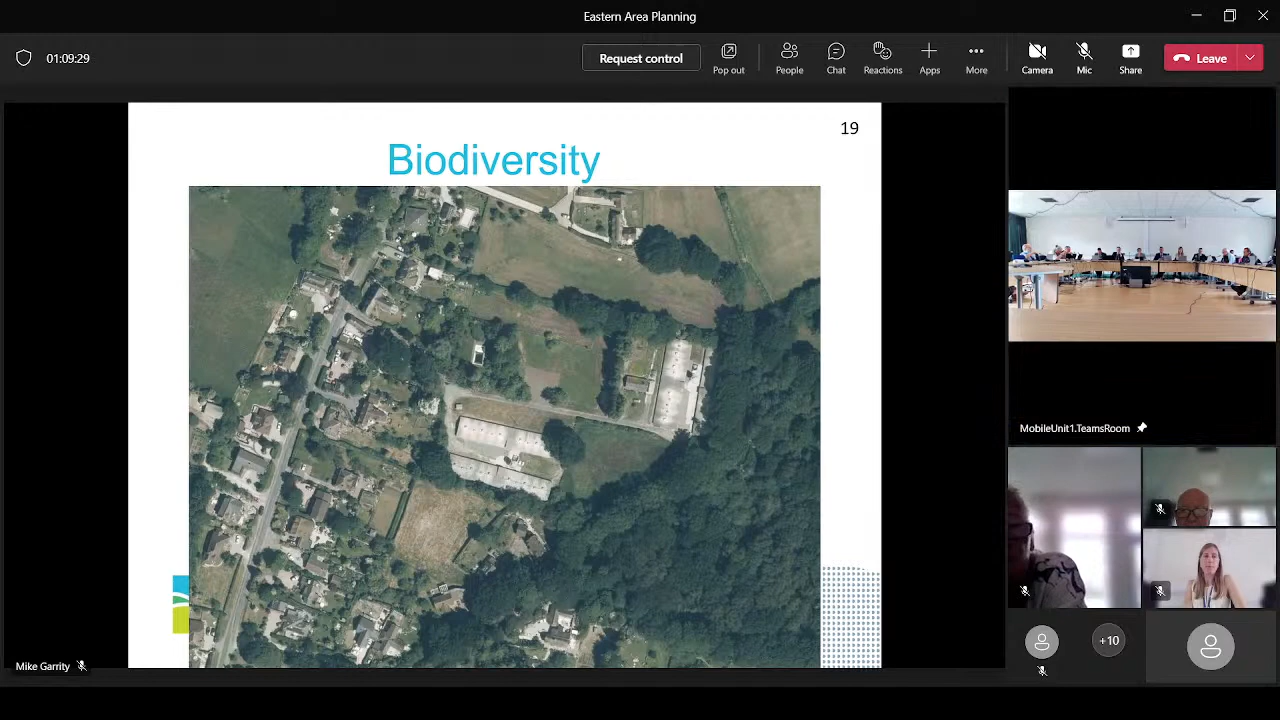 Eastern Area Planning
01:09:29
Request control
Pop out
People
Chat
Reactions
Apps
More
Camera
Mic
Share
Leave
19
Biodiversity
MobileUnit1.TeamsRoom
+10
Mike Garrity